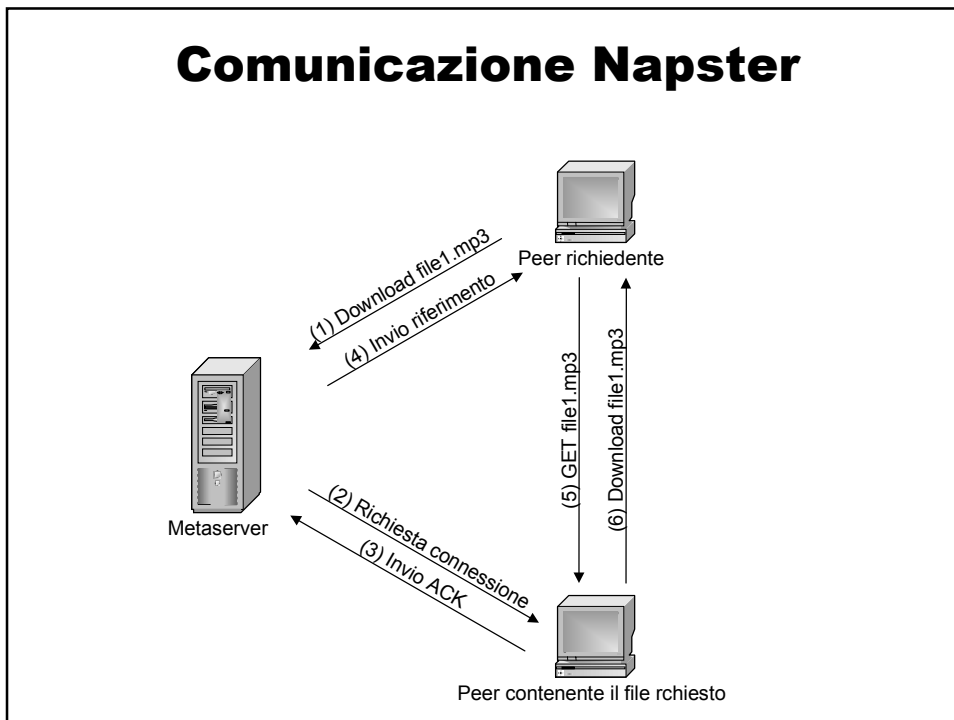 Comunicazione Napster
Peer richiedente
(1) Download file1.mp3
(4) Invio riferimento
(5) GET file1.mp3
(6) Download file1.mp3
Metaserver
(2) Richiesta connessione
(3) Invio ACK
Peer contenente il file rchiesto